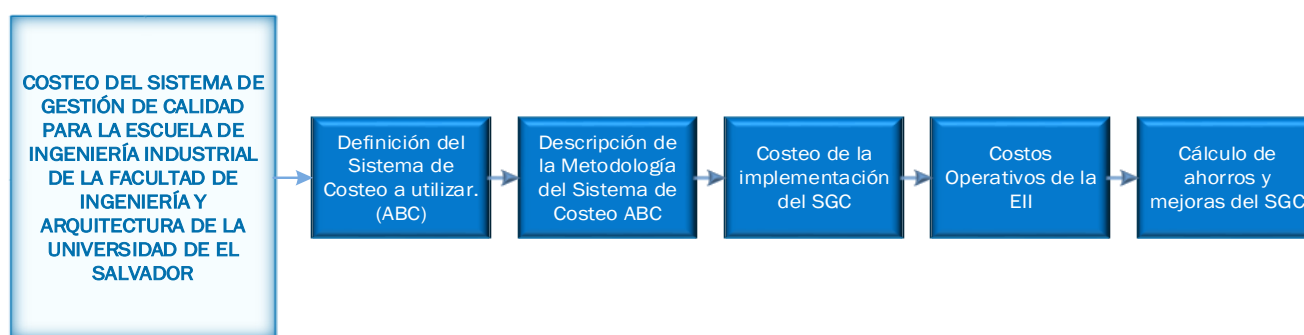 COSTEO DEL SISTEMA DE
GESTIÓN DE CALIDAD
PARA LA ESCUELA DE
INGENIERÍA INDUSTRIAL
DE LA FACULTAD DE
INGENIERÍA Y
ARQUITECTURA DE LA
UNIVERSIDAD DE EL
SALVADOR
Definición del
Sistema de
Costeo a utilizar.
(ABC)
Descripción de
la Metodología
del Sistema de
Costeo ABC
Costeo de la
implementación
del SGC
Costos
Operativos de la
EII
Cálculo de
ahorros y
mejoras del SGC